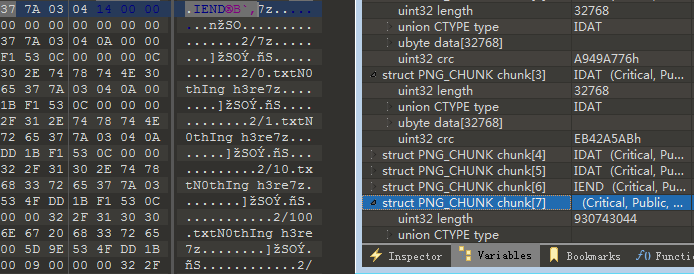 37 7A 03 04 14 00 00 .IEND®B`‚7z.....
00 00 00 00 00 00 00 ...nžSO.........
37 7A 03 04 0A 00 00 .......2/7z.....
F1 53 0C 00 00 00 0C ....]žSOÝ.ñS....
30 2E 74 78 74 4E 30 .....2/0.txtN0
65 37 7A 03 04 0A 00 thIng h3re7z....
1B F1 53 0C 00 00 00 ....]žSOÝ.ñS....
2F 31 2E 74 78 74 4E .......2/1.txtN
72 65 37 7A 03 04 0A 0thIng h3re7z...
DD 1B F1 53 0C 00 00 .....]žSOÝ.ñS...
32 2F 31 30 2E 74 78 .......2/10.tx
68 33 72 65 37 7A 03 tN0thIng h3re7z.
53 4F DD 1B F1 53 0C ......]žSOÝ.ñS..
00 00 32 2F 31 30 30 .........2/100
6E 67 20 68 33 72 65 .txtN0thIng h3re
00 5D 9E 53 4F DD 1B 7z.......]žSOÝ.
00 09 00 00 00 32 2F ñS...........2/
uint32 length 32768
union CTYPE type IDAT
ubyte data[32768]
uint32 crc A949A776h
struct PNG_CHUNK chunk[3] IDAT (Critical, Pu
uint32 length 32768
union CTYPE type IDAT
ubyte data[32768]
uint32 crc EB42A5ABh
struct PNG_CHUNK chunk[4] IDAT (Critical, Pu
struct PNG_CHUNK chunk[5] IDAT (Critical, Pu
struct PNG_CHUNK chunk[6] IEND (Critical, Pu
struct PNG_CHUNK chunk[7] (Critical, Public, ...
uint32 length 930743044
union CTYPE type
Inspector Variables Bookmarks Functi